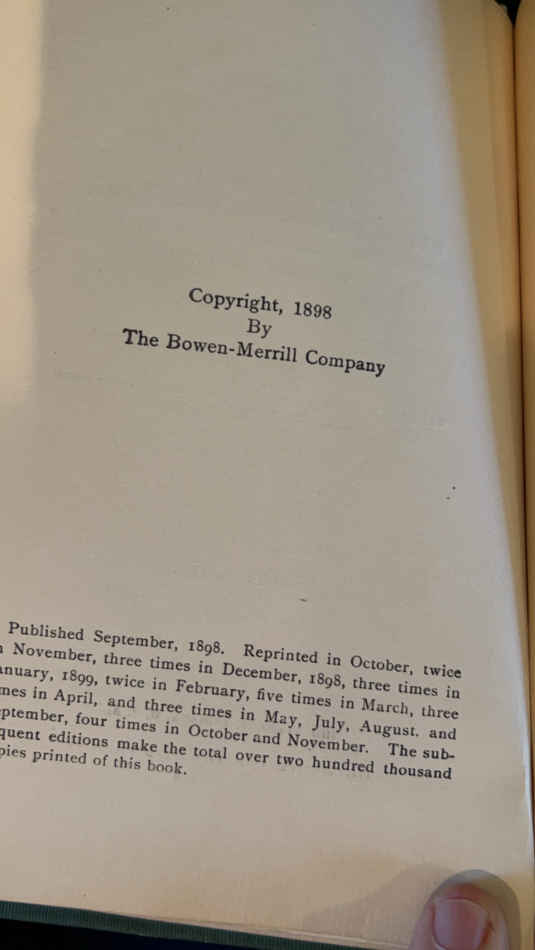 Copyright, 1898
By
The Bowen-Merrill Company
Published September, 1898. Reprinted in October, twice
November, three times in December, 1898, three times in
anuary, 1899, twice in February, five times in March, three
mes in April, and three times in May, July, August, and
eptember, four times in October and November. The sub-
quent editions make the total over two hundred thousand
pies printed of this book.